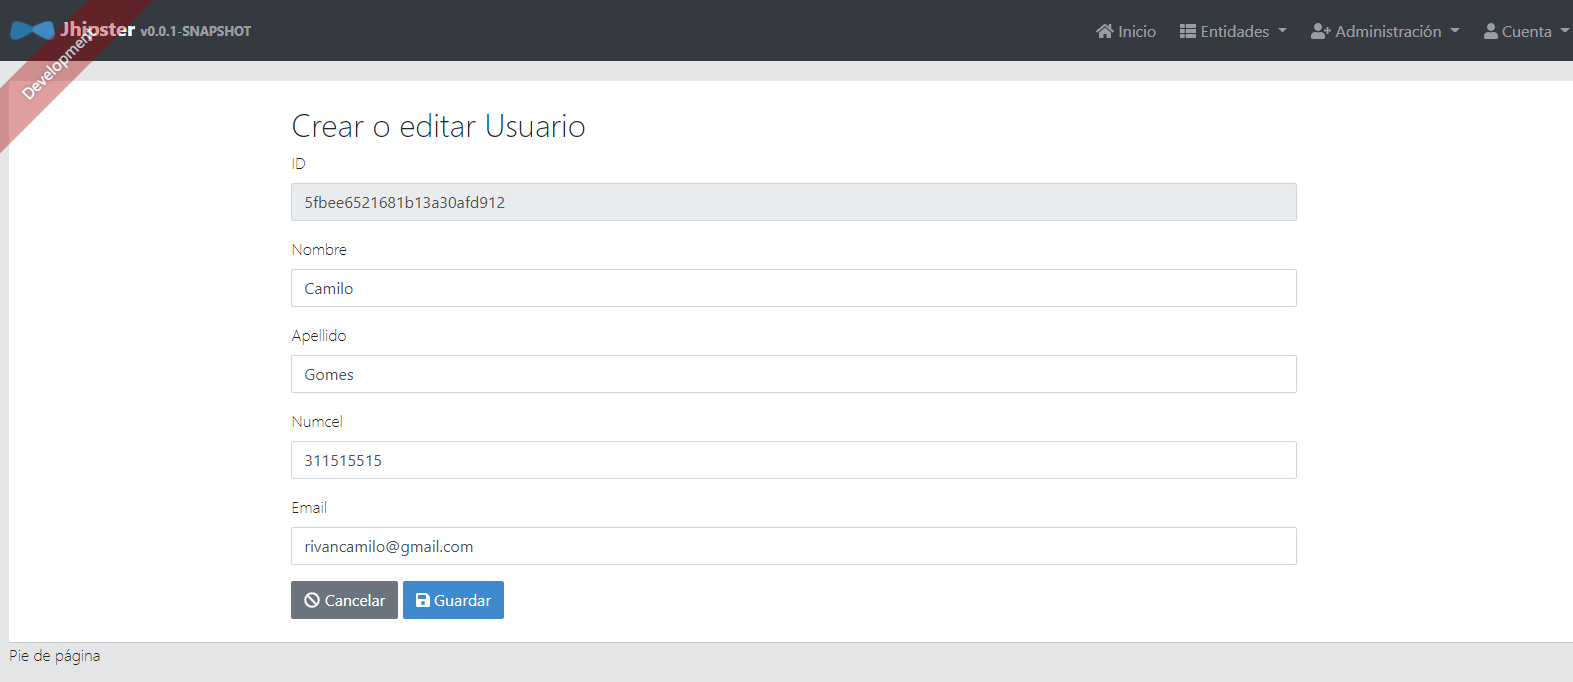 Jhipster v0.0.1-SNAPSHOT Inicio Entidades Administración Cuenta
Development
Crear o editar Usuario
ID
5fbee6521681b13a30afd912
Nombre
Camilo
Apellido
Gomes
Numcel
311515515
Email
rivancamilo@gmail.com
Cancelar Guardar
Pie de página